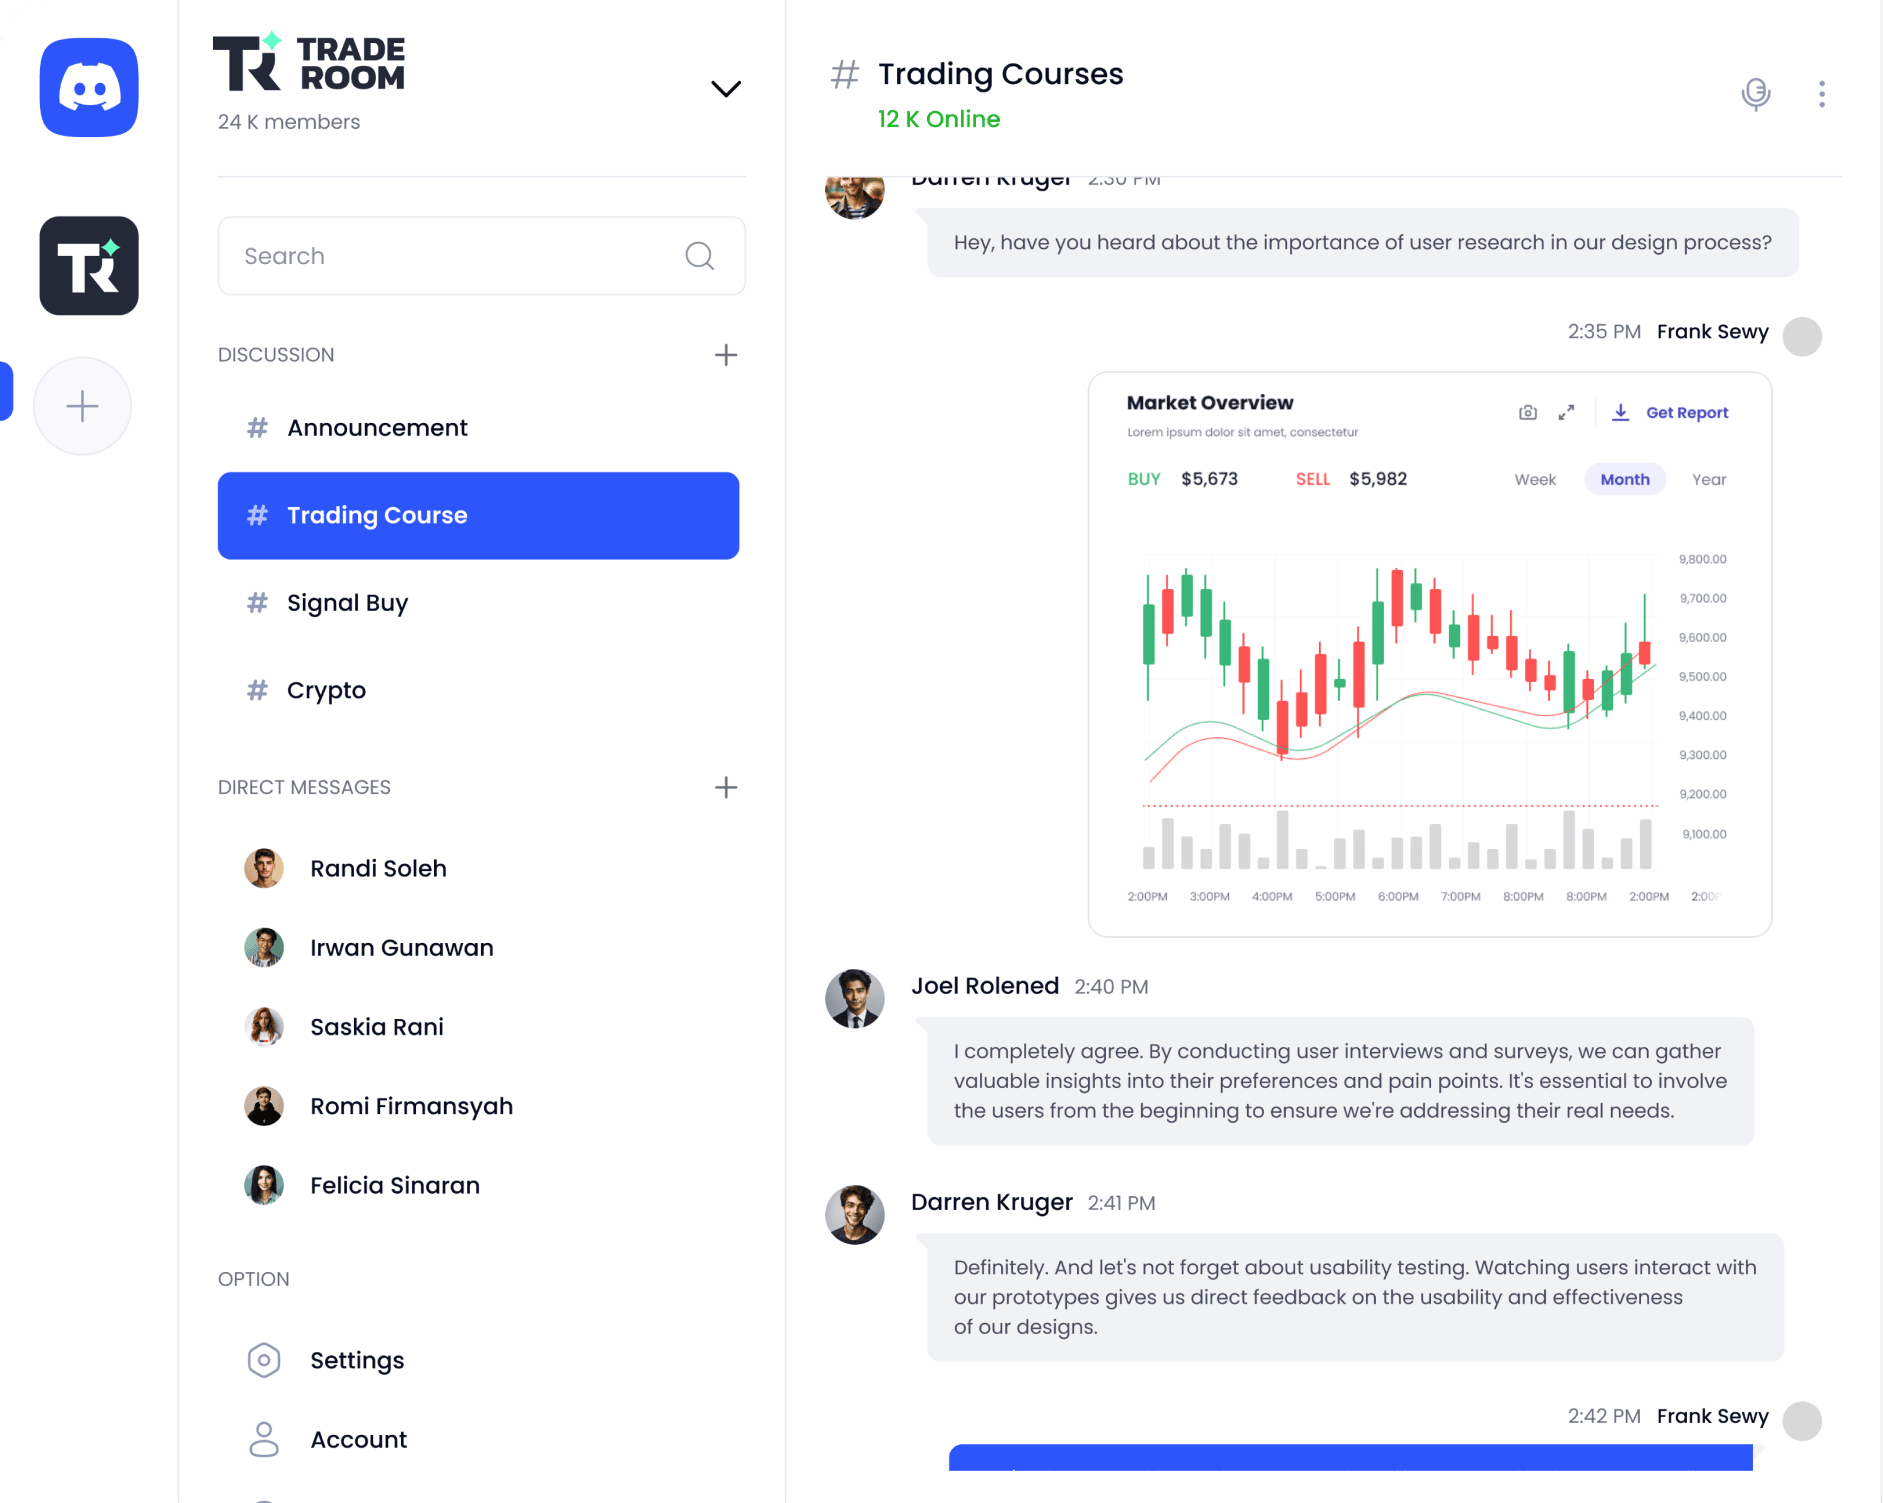 TRADE
ROOM
24 K members
Search
DISCUSSION
# Announcement
# Trading Course
# Signal Buy
# Crypto
DIRECT MESSAGES
Randi Soleh
Irwan Gunawan
Saskia Rani
Romi Firmansyah
Felicia Sinaran
OPTION
Settings
Account
# Trading Courses
12 K Online
Darren Kruger 2:30 PM
Hey, have you heard about the importance of user research in our design process?
2:35 PM Frank Sewy
Market Overview
Lorem ipsum dolor sit amet, consectetur
Get Report
BUY $5,673 SELL $5,982
Week Month Year
9,800.00
9,700.00
9,600.00
9,500.00
9,400.00
9,300.00
9,200.00
9,100.00
2:00PM 3:00PM 4:00PM 5:00PM 6:00PM 7:00PM 8:00PM 8:00PM 2:00PM 2:00P
Joel Rolened 2:40 PM
I completely agree. By conducting user interviews and surveys, we can gather
valuable insights into their preferences and pain points. It's essential to involve
the users from the beginning to ensure we're addressing their real needs.
Darren Kruger 2:41 PM
Definitely. And let's not forget about usability testing. Watching users interact with
our prototypes gives us direct feedback on the usability and effectiveness
of our designs.
2:42 PM Frank Sewy